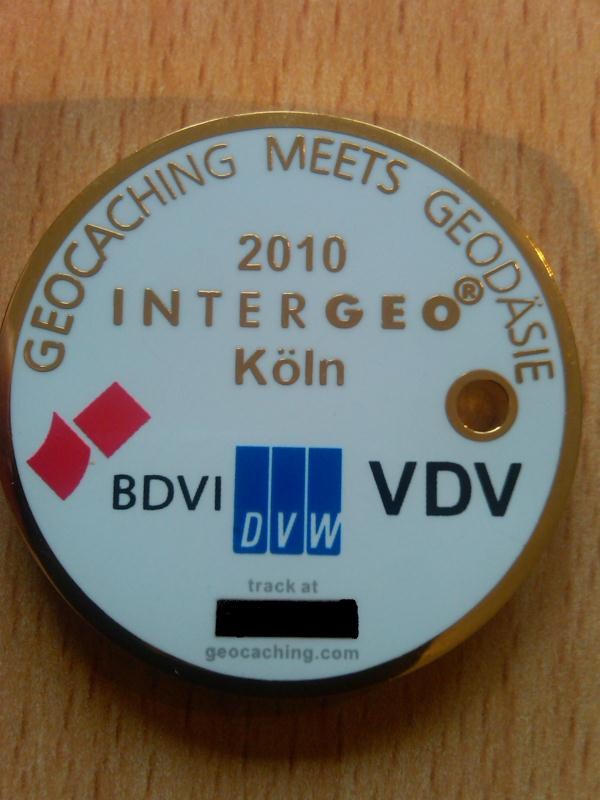 GEOCACHING MEETS GEODÄSIE
2010
INTERGEO®
Köln
BDVI
DVW
VDV
track at
geocaching.com